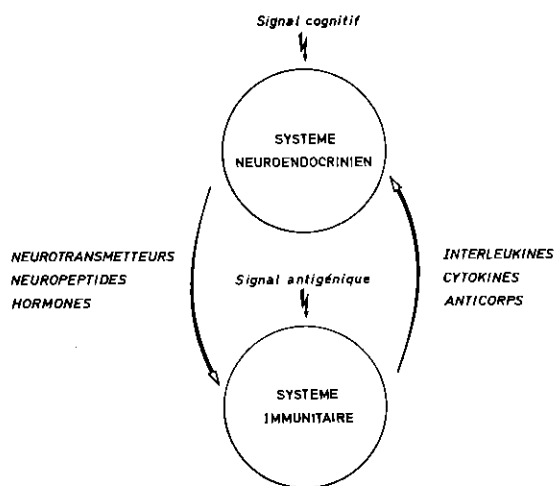 Signal cognitif
SYSTEME
NEUROENDOCRINIEN
NEUROTRANSMETTEURS
NEUROPEPTIDES
HORMONES
INTERLEUKINES
CYTOKINES
ANTICORPS
Signal antigénique
SYSTEME
IMMUNITAIRE